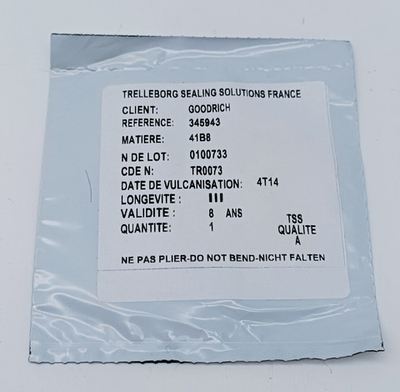 TRELLEBORG SEALING SOLUTIONS FRANCE
CLIENT: GOODRICH
REFERENCE: 345943
MATIERE: 41B8
N DE LOT: 0100733
CDE N: TR0073
DATE DE VULCANISATION: 4T14
LONGEVITE: III
VALIDITE : 8 ANS
QUANTITE: 1
TSS
QUALITE
A
NE PAS PLIER-DO NOT BEND-NICHT FALTEN